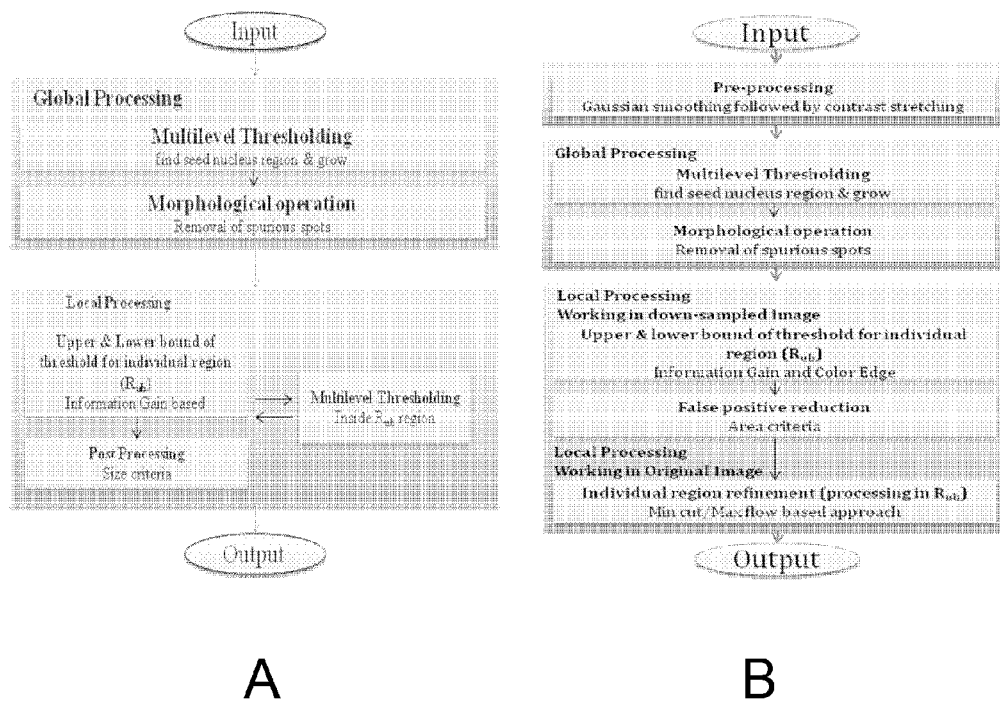 Input
Global Processing
Multilevel Thresholding
find seed nucleus region & grow
Morphological operation
Removal of spurious spots
Local Processing
Upper & Lower bound of
threshold for individual region
(Rub)
Information Gain based
Multilevel Thresholding
Inside Rub region
Post Processing
Size criteria
Output
A
Input
Pre-processing
Gaussian smoothing followed by contrast stretching
Global Processing
Multilevel Thresholding
find seed nucleus region & grow
Morphological operation
Removal of spurious spots
Local Processing
Working in down-sampled Image
Upper & lower bound of threshold for individual
region (Rub)
Information Gain and Color Edge
False positive reduction
Area criteria
Local Processing
Working in Original Image
Individual region refinement (processing in Rub)
Min cut/Max flow based approach
Output
B